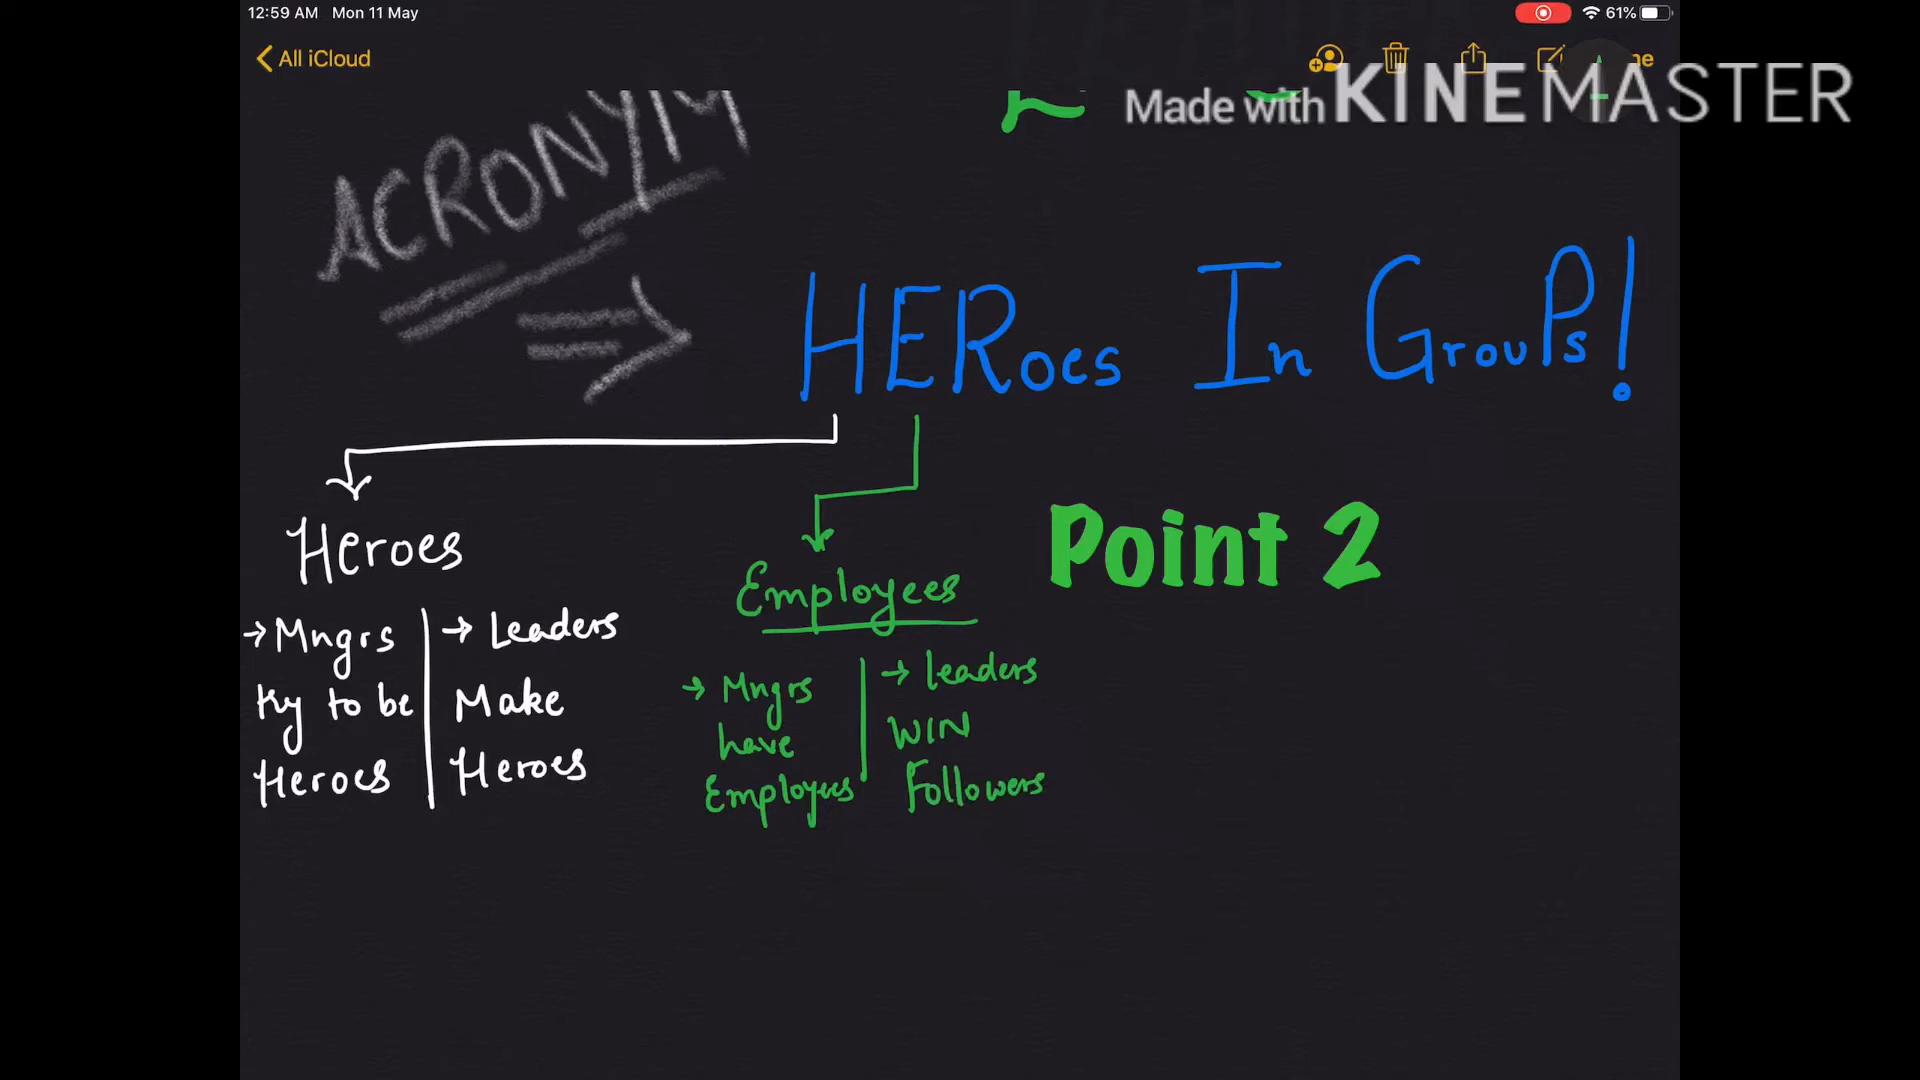 12:59 AM Mon 11 May
61%
All iCloud
Made with KINEMASTER
ACRONYM
HERoes In GrouPs!
Point 2
Heroes
→ Mngrs
try to be
Heroes
→ Leaders
Make
Heroes
Employees
→ Mngrs
have
Employees
→ leaders
WIN
Followers